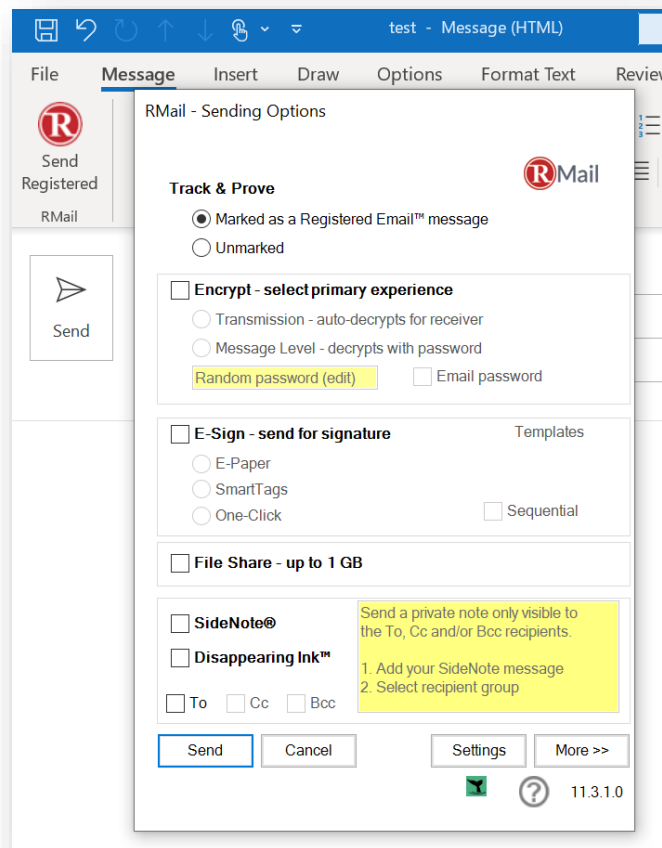 test - Message (HTML)
File Message Insert Draw Options Format Text Review
RMail - Sending Options
R
Send
Registered
RMail
RMail
Track & Prove
Marked as a Registered Email™ message
Unmarked
Send
Encrypt - select primary experience
Transmission - auto-decrypts for receiver
Message Level - decrypts with password
Random password (edit) Email password
E-Sign - send for signature Templates
E-Paper
SmartTags
One-Click Sequential
File Share - up to 1 GB
SideNote®
Disappearing Ink™
To Cc Bcc
Send a private note only visible to
the To, Cc and/or Bcc recipients.
1. Add your SideNote message
2. Select recipient group
Send Cancel Settings More >>
? 11.3.1.0